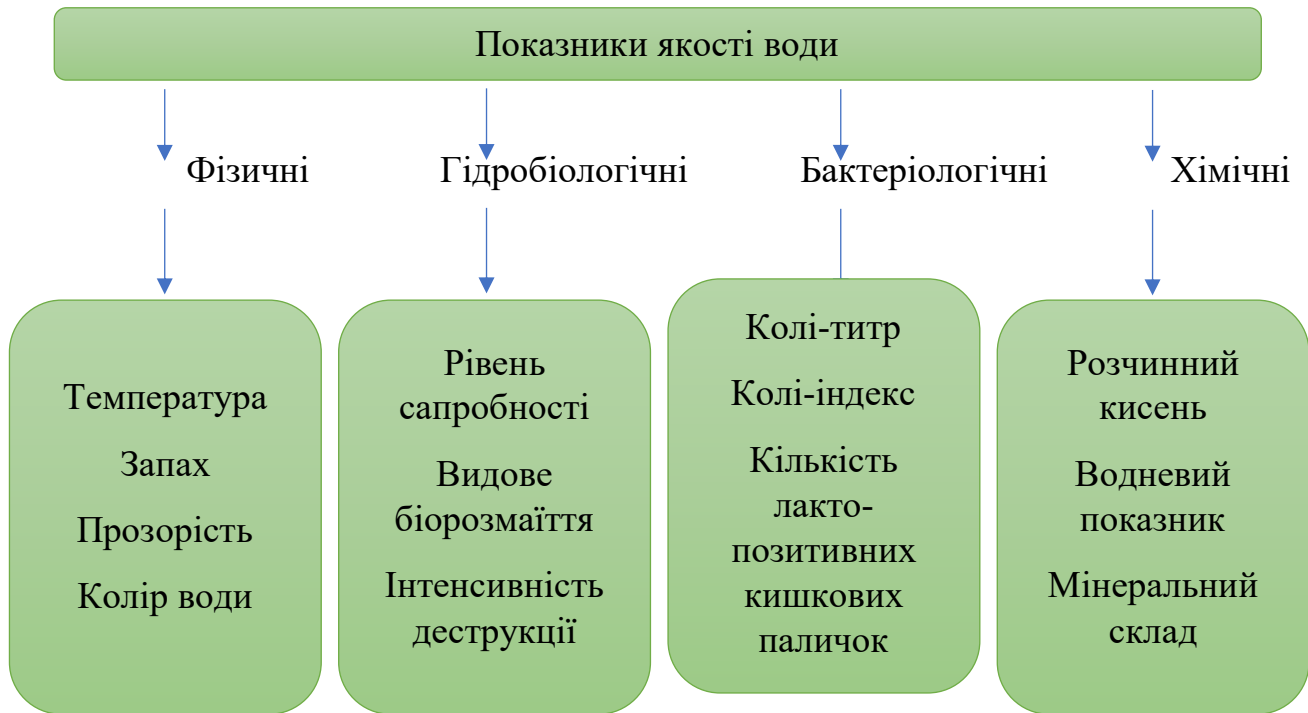 Показники якості води
Фізичні
Гідробіологічні
Бактеріологічні
Хімічні
Температура
Запах
Прозорість
Колір води
Рівень
сапробності
Видове
біорозмаїття
Інтенсивність
деструкції
Колі-титр
Колі-індекс
Кількість
лакто-
позитивних
кишкових
паличок
Розчинний
кисень
Водневий
показник
Мінеральний
склад